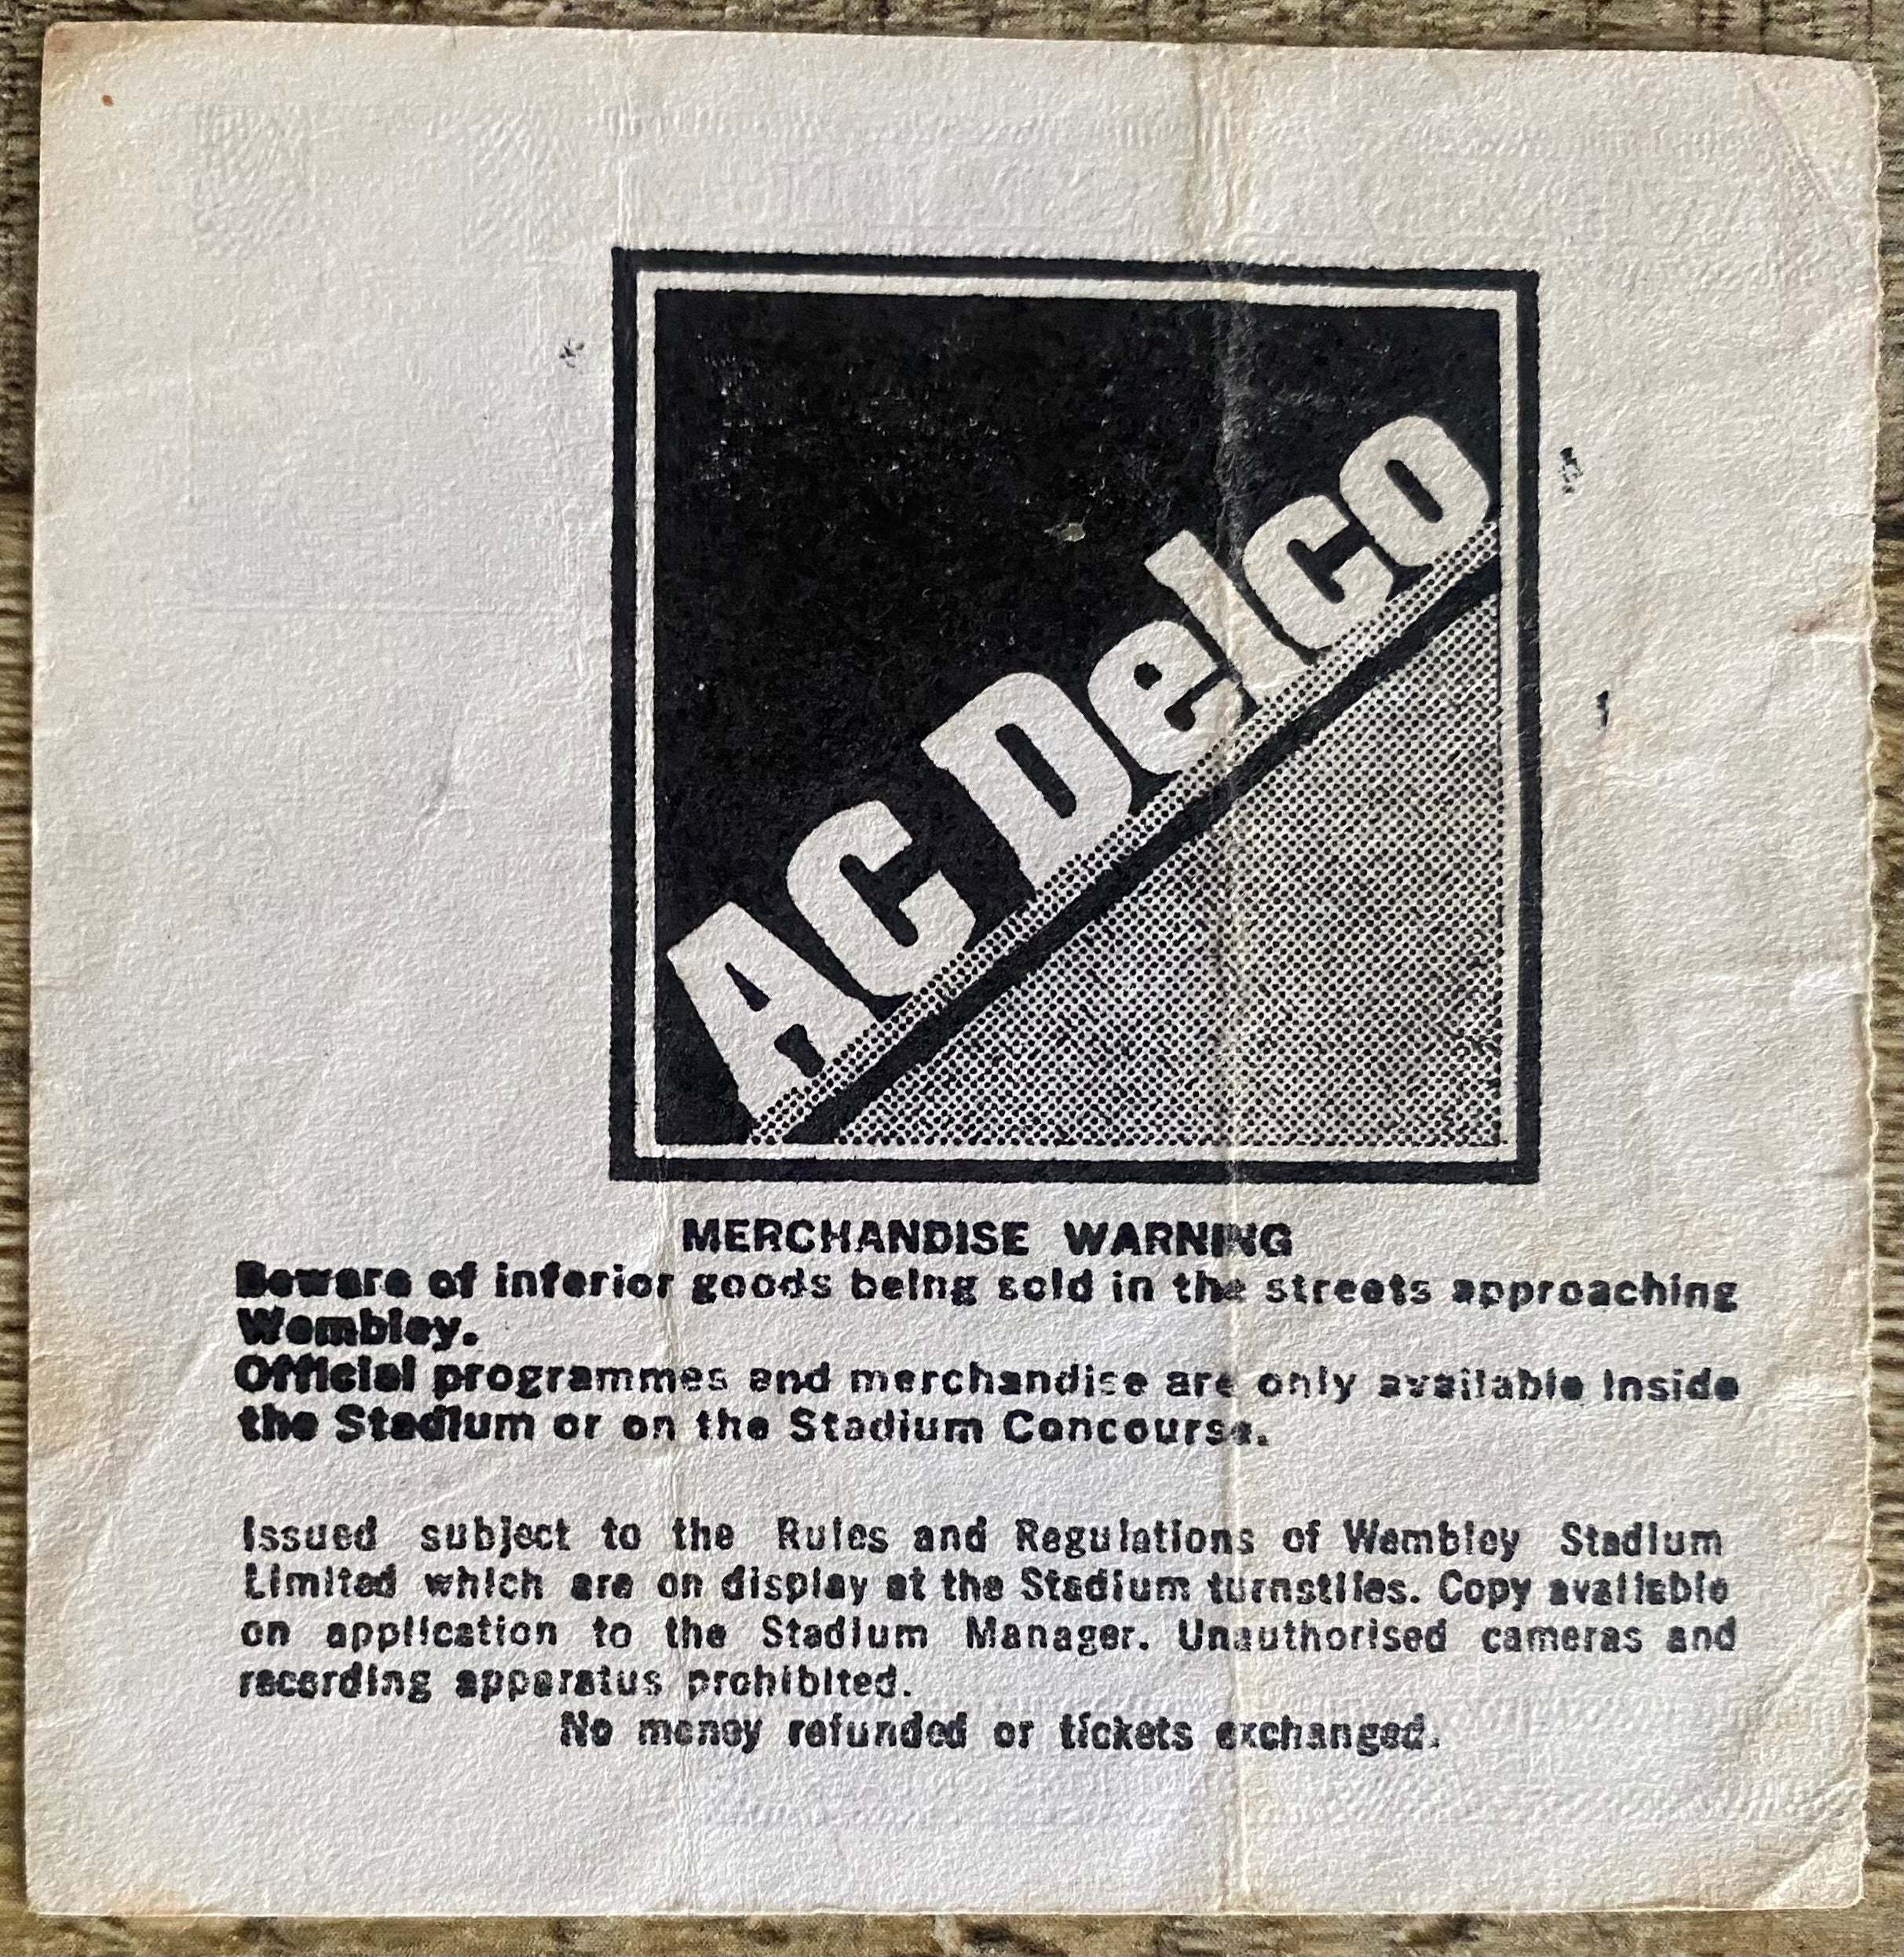 AC Delco
MERCHANDISE WARNING
Beware of inferior goods being sold in the streets approaching
Wembley.
Official programmes and merchandise are only available inside
the Stadium or on the Stadium Concourse.
Issued subject to the Rules and Regulations of Wembley Stadium
Limited which are on display at the Stadium turnstiles. Copy available
on application to the Stadium Manager. Unauthorised cameras and
recording apparatus prohibited.
No money refunded or tickets exchanged.